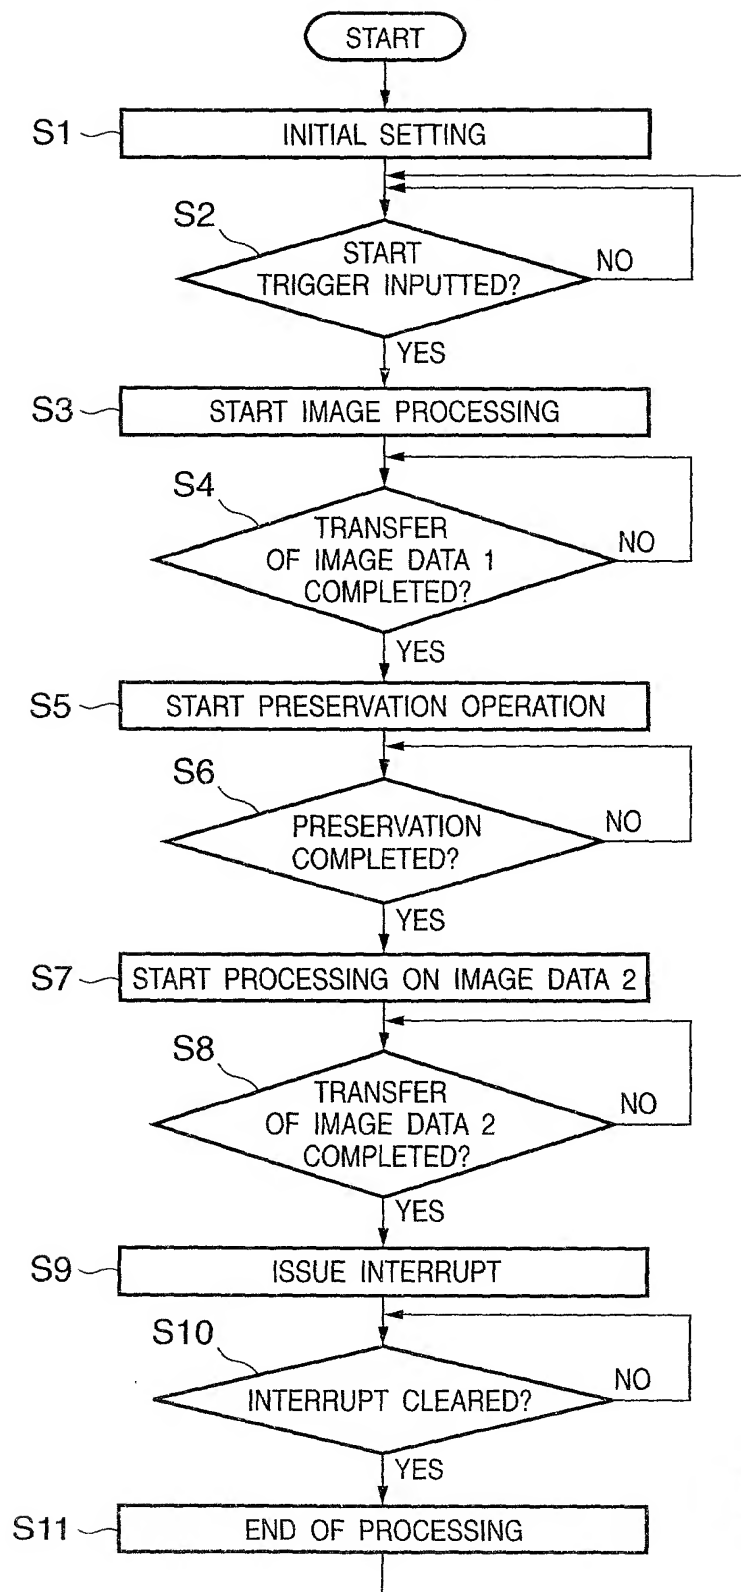 START
S1
INITIAL SETTING
S2
START
TRIGGER INPUTTED?
NO
YES
S3
START IMAGE PROCESSING
S4
TRANSFER
OF IMAGE DATA 1
COMPLETED?
NO
YES
S5
START PRESERVATION OPERATION
S6
PRESERVATION
COMPLETED?
NO
YES
S7
START PROCESSING ON IMAGE DATA 2
S8
TRANSFER
OF IMAGE DATA 2
COMPLETED?
NO
YES
S9
ISSUE INTERRUPT
S10
INTERRUPT CLEARED?
NO
YES
S11
END OF PROCESSING